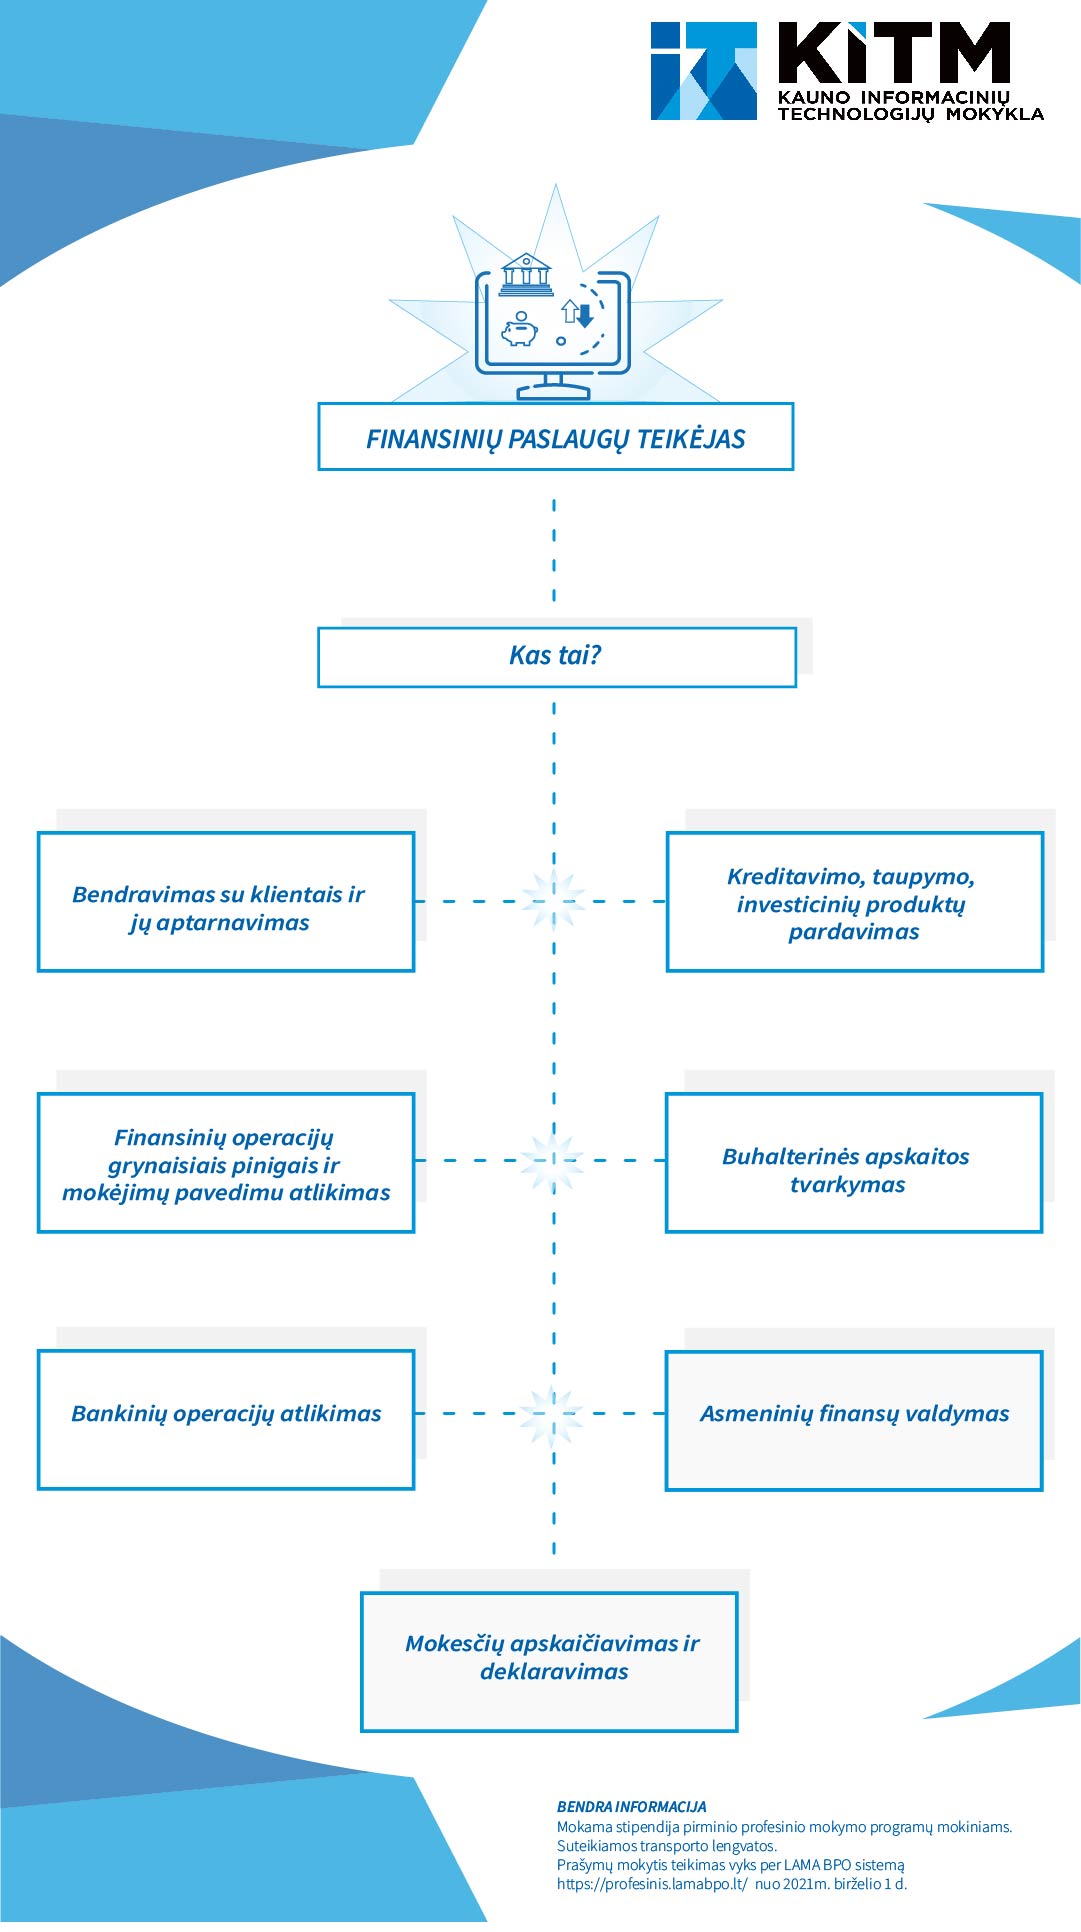 KiTM
KAUNO INFORMACINIŲ
TECHNOLOGIJŲ MOKYKLA
FINANSINIŲ PASLAUGŲ TEIKĖJAS
Kas tai?
Bendravimas su klientais ir
jų aptarnavimas
Kreditavimo, taupymo,
investicinių produktų
pardavimas
Finansinių operacijų
grynaisiais pinigais ir
mokėjimų pavedimu atlikimas
Buhalterinės apskaitos
tvarkymas
Bankinių operacijų atlikimas
Asmeninių finansų valdymas
Mokesčių apskaičiavimas ir
deklaravimas
BENDRA INFORMACIJA
Mokama stipendija pirminio profesinio mokymo programų mokiniams.
Suteikiamos transporto lengvatos.
Prašymų mokytis teikimas vyks per LAMA BPO sistemą
https://profesinis.lamabpo.lt/ nuo 2021m. birželio 1 d.